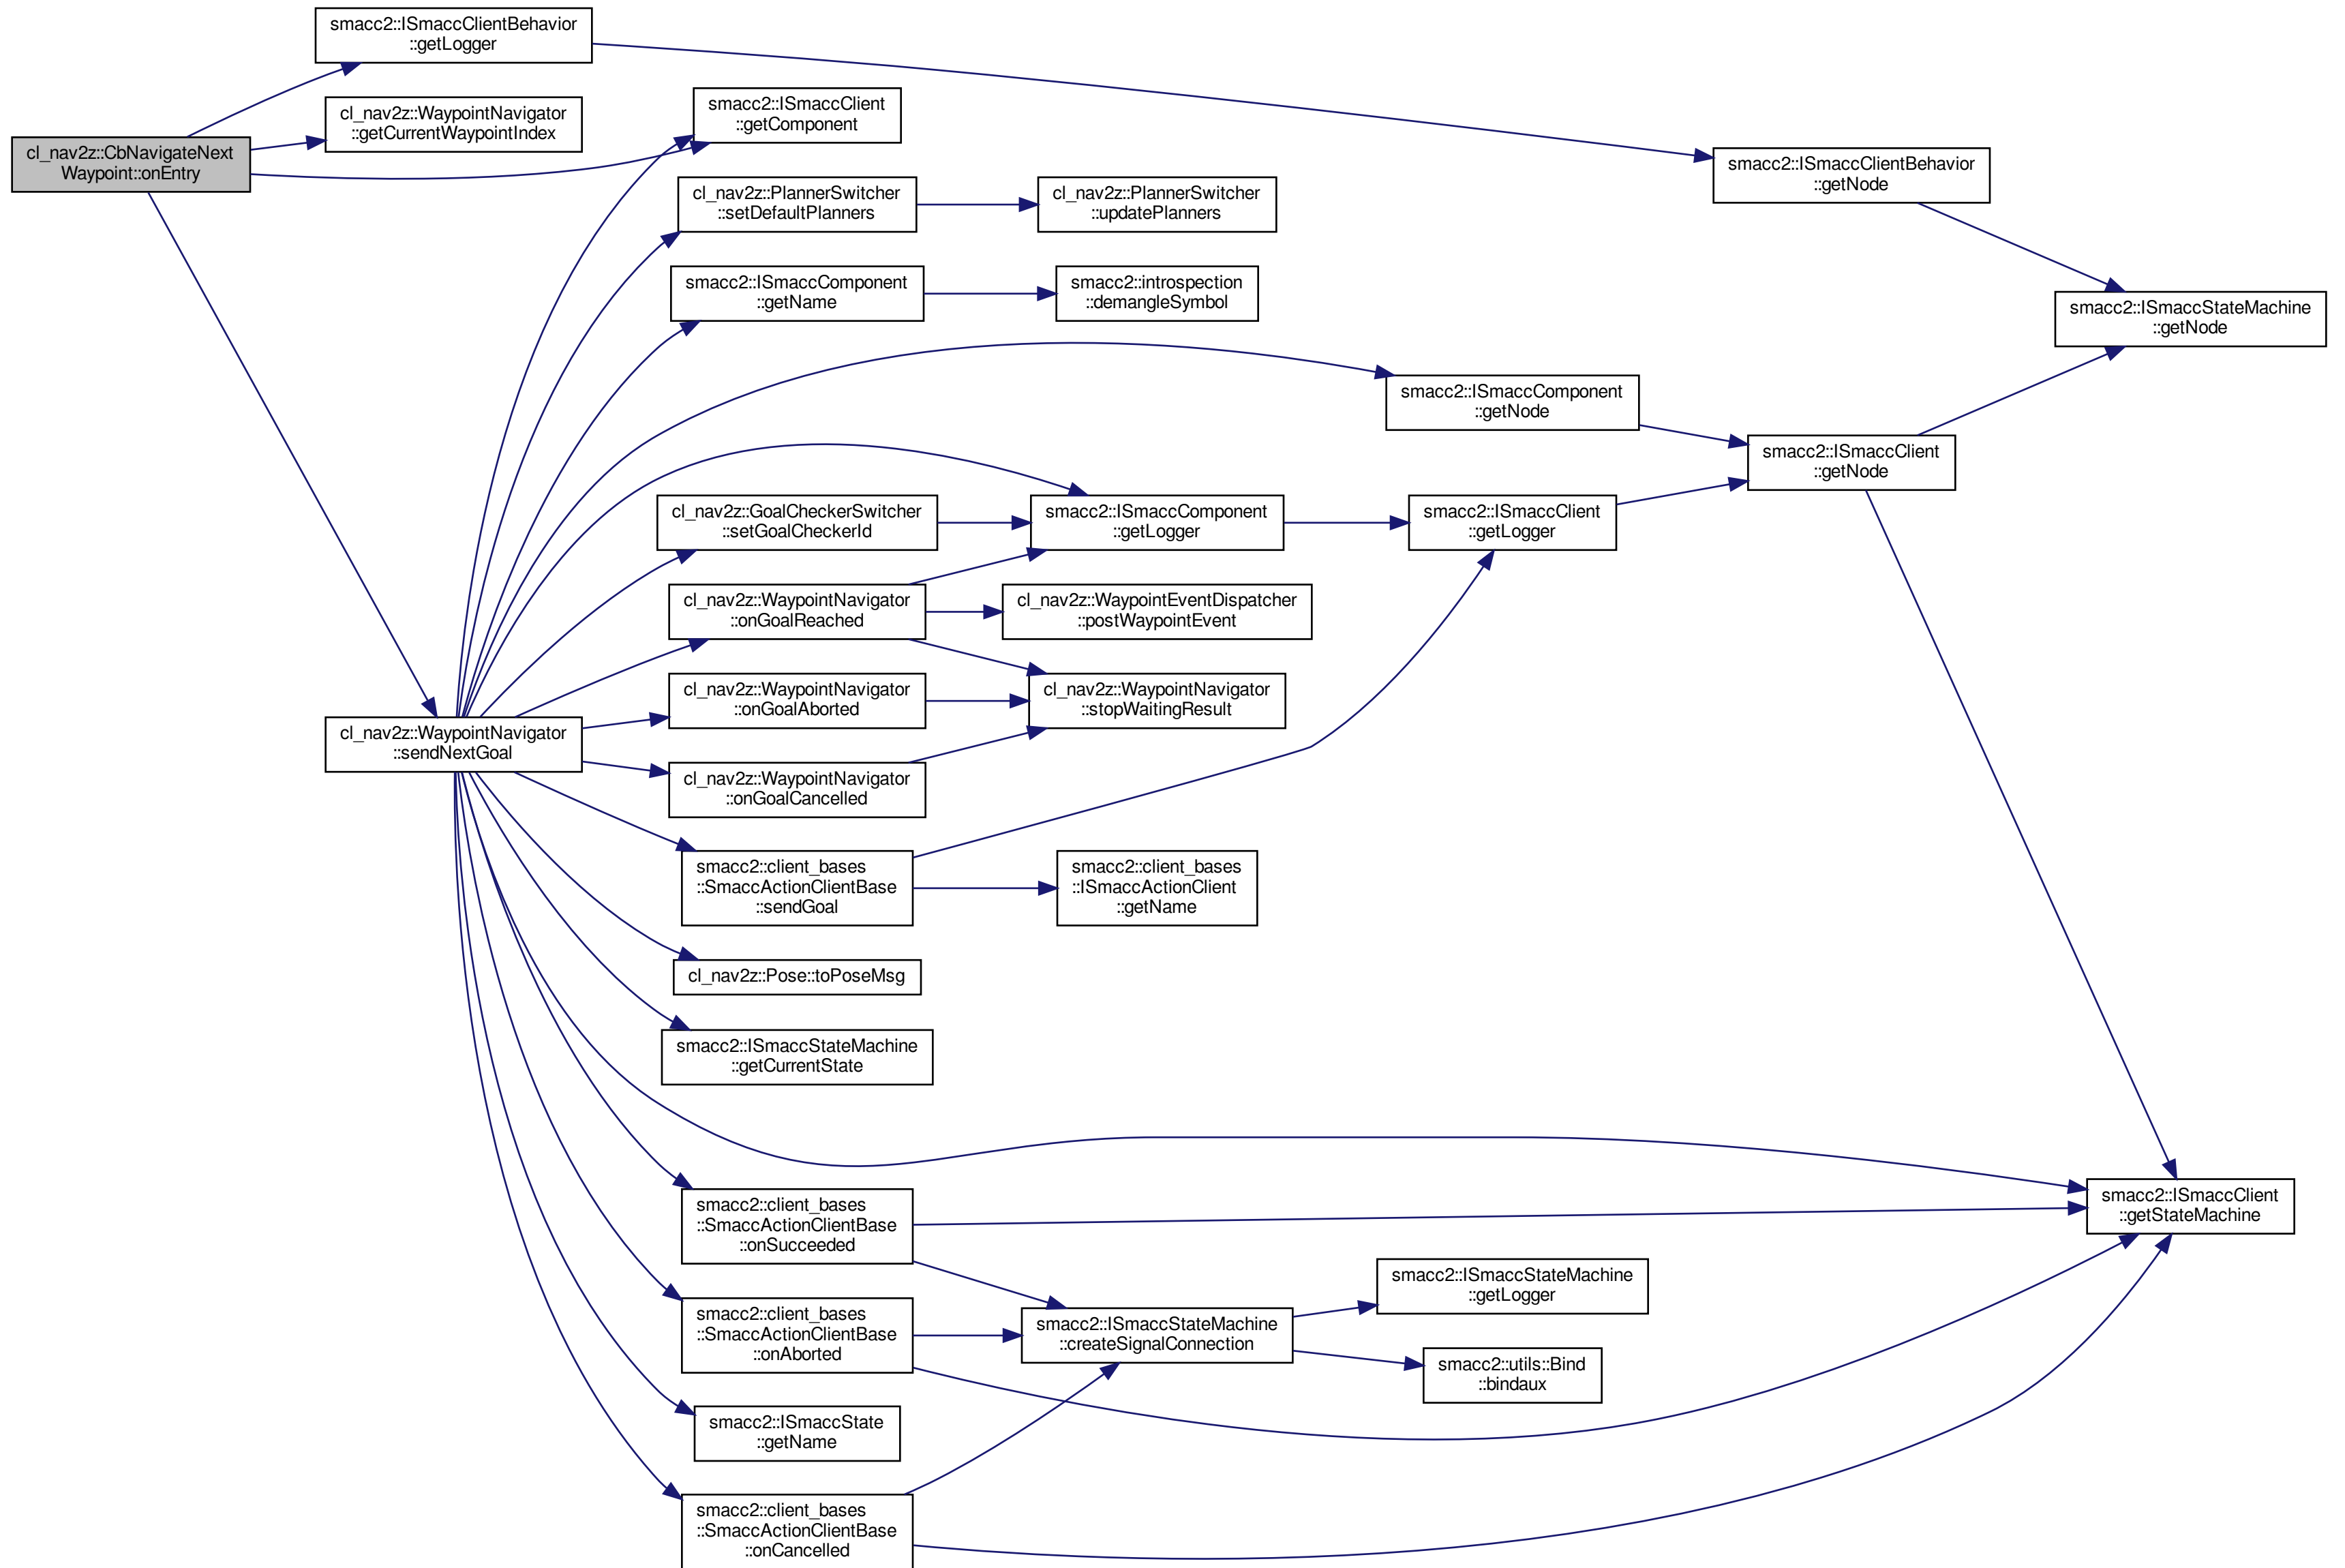 smacc2::ISmaccClientBehavior
::getLogger
cl_nav2z::WaypointNavigator
::getCurrentWaypointIndex
cl_nav2z::CbNavigateNext
Waypoint::onEntry
smacc2::ISmaccClient
::getComponent
smacc2::ISmaccClientBehavior
::getNode
cl_nav2z::PlannerSwitcher
::setDefaultPlanners
cl_nav2z::PlannerSwitcher
::updatePlanners
smacc2::ISmaccComponent
::getName
smacc2::introspection
::demangleSymbol
smacc2::ISmaccStateMachine
::getNode
smacc2::ISmaccComponent
::getNode
smacc2::ISmaccClient
::getNode
cl_nav2z::GoalCheckerSwitcher
::setGoalCheckerId
smacc2::ISmaccComponent
::getLogger
smacc2::ISmaccClient
::getLogger
cl_nav2z::WaypointNavigator
::onGoalReached
cl_nav2z::WaypointEventDispatcher
::postWaypointEvent
cl_nav2z::WaypointNavigator
::onGoalAborted
cl_nav2z::WaypointNavigator
::stopWaitingResult
cl_nav2z::WaypointNavigator
::sendNextGoal
cl_nav2z::WaypointNavigator
::onGoalCancelled
smacc2::client_bases
::SmaccActionClientBase
::sendGoal
smacc2::client_bases
::ISmaccActionClient
::getName
cl_nav2z::Pose::toPoseMsg
smacc2::ISmaccStateMachine
::getCurrentState
smacc2::client_bases
::SmaccActionClientBase
::onSucceeded
smacc2::ISmaccClient
::getStateMachine
smacc2::client_bases
::SmaccActionClientBase
::onAborted
smacc2::ISmaccStateMachine
::createSignalConnection
smacc2::ISmaccStateMachine
::getLogger
smacc2::utils::Bind
::bindaux
smacc2::ISmaccState
::getName
smacc2::client_bases
::SmaccActionClientBase
::onCancelled